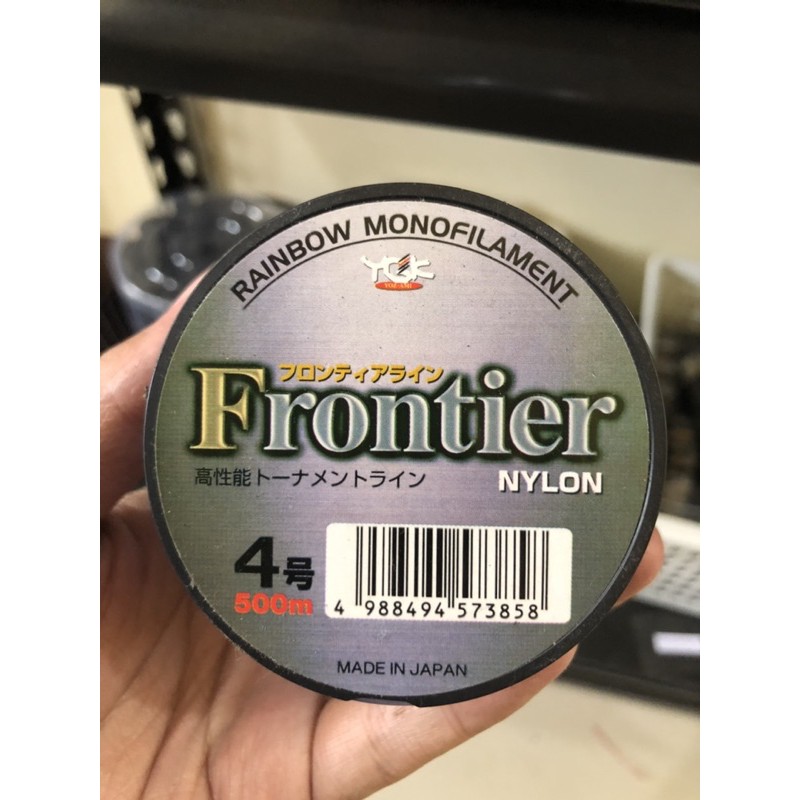 RAINBOW MONOFILAMENT
YGK
YOZ-AMI
フロンティアライン
Frontier
高性能トーナメントライン
NYLON
4号
500m
4 988494 573858
MADE IN JAPAN